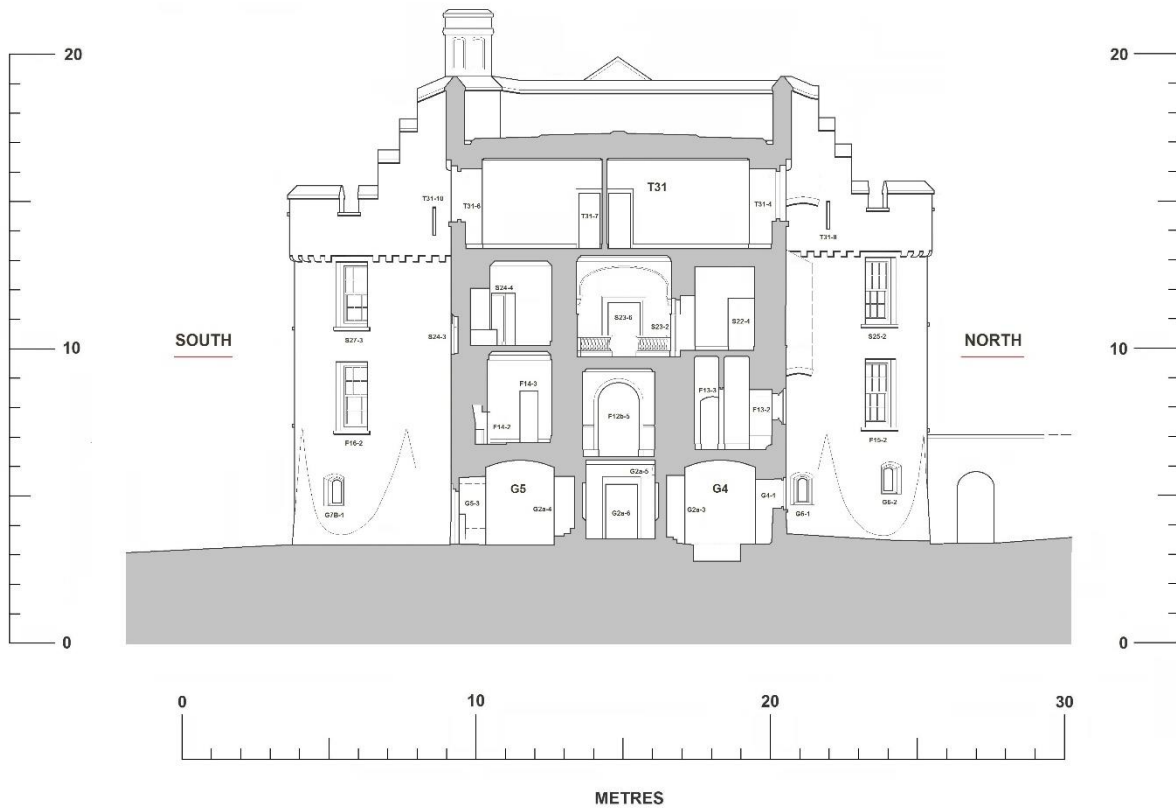 20
20
T31
T31-10
T31-6
T31-7
T31-4
T31-8
S24-4
S27-3
S24-3
S23-6
S23-2
S22-4
S25-2
SOUTH
10
10
NORTH
F14-3
F13-3
F16-2
F14-2
F12b-5
F13-2
F15-2
G5
G2a-5
G4
G7B-1
G5-3
G2a-4
G2a-6
G2a-3
G4-1
G6-1
G6-2
0
0
0
10
20
30
METRES